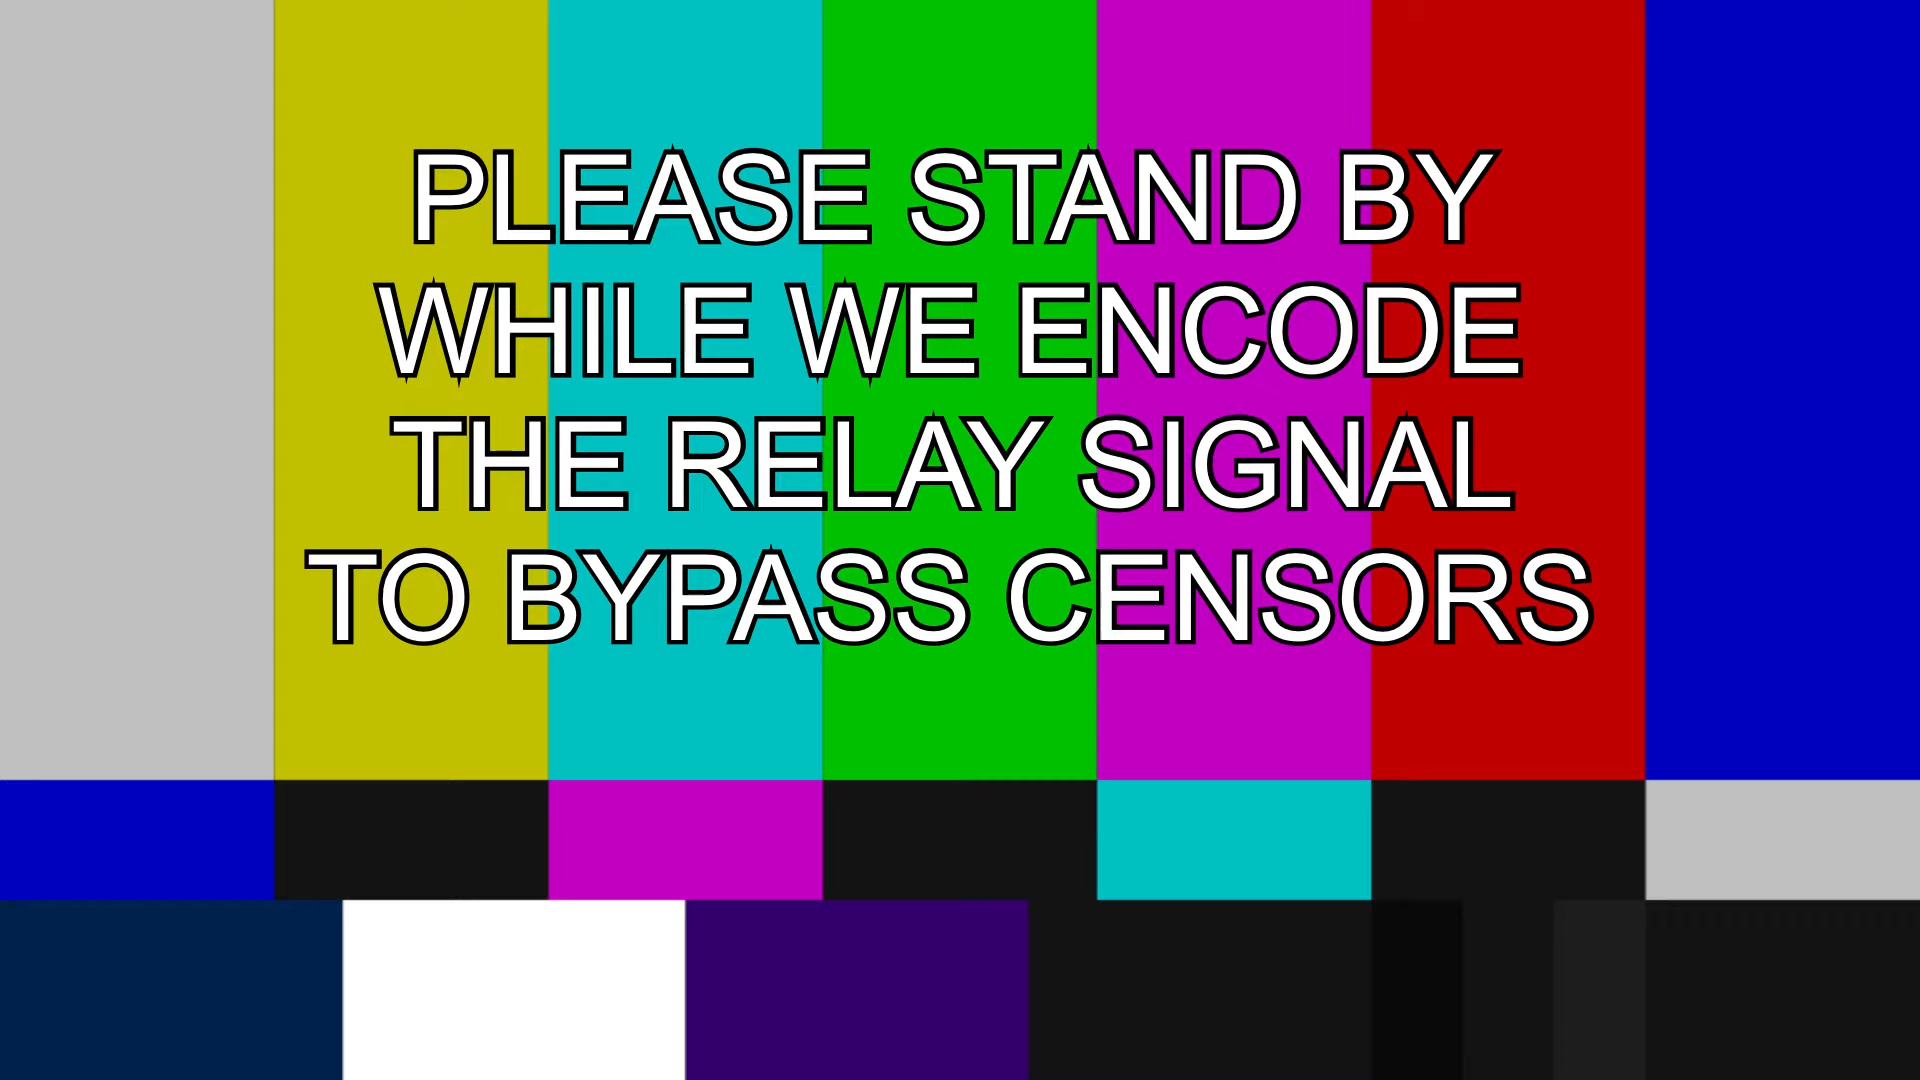 PLEASE STAND BY
WHILE WE ENCODE
THE RELAY SIGNAL
TO BYPASS CENSORS